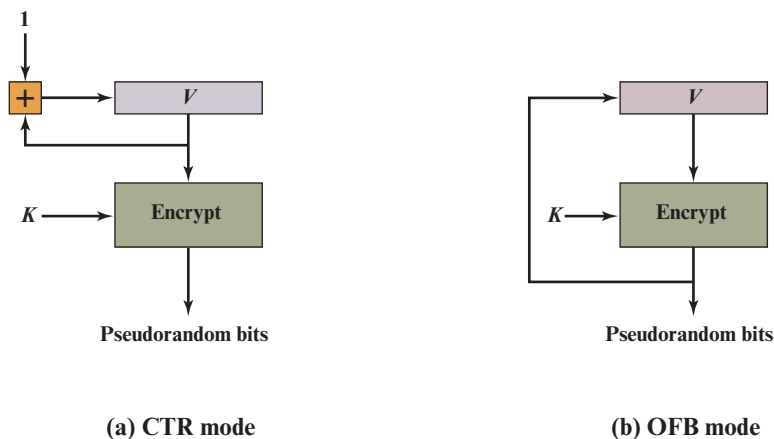 1
+
V
K
Encrypt
Pseudorandom bits
(a) CTR mode
V
K
Encrypt
Pseudorandom bits
(b) OFB mode